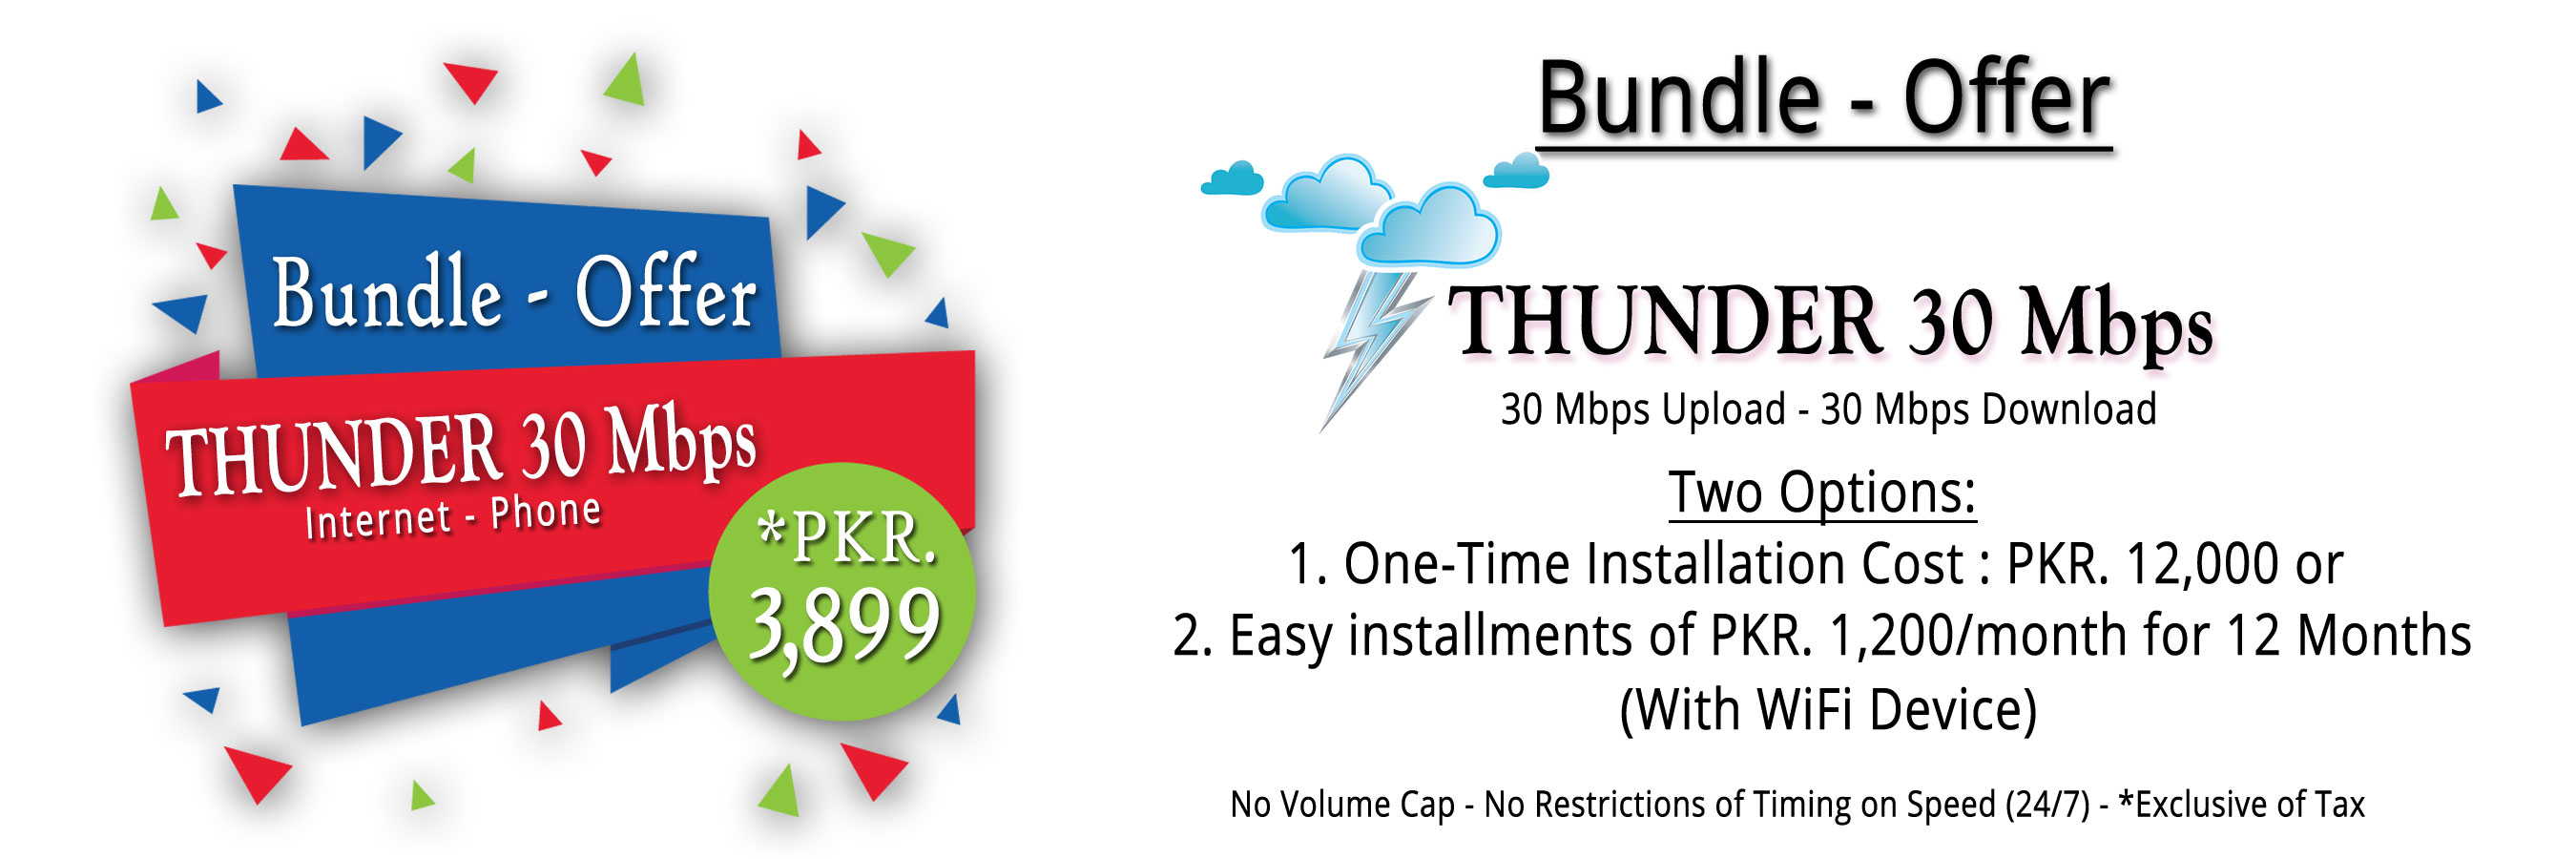 Bundle - Offer
THUNDER 30 Mbps
Internet - Phone
*PKR.
3,899
Bundle - Offer
THUNDER 30 Mbps
30 Mbps Upload - 30 Mbps Download
Two Options:
1. One-Time Installation Cost : PKR. 12,000 or
2. Easy installments of PKR. 1,200/month for 12 Months
(With WiFi Device)
No Volume Cap - No Restrictions of Timing on Speed (24/7) - *Exclusive of Tax